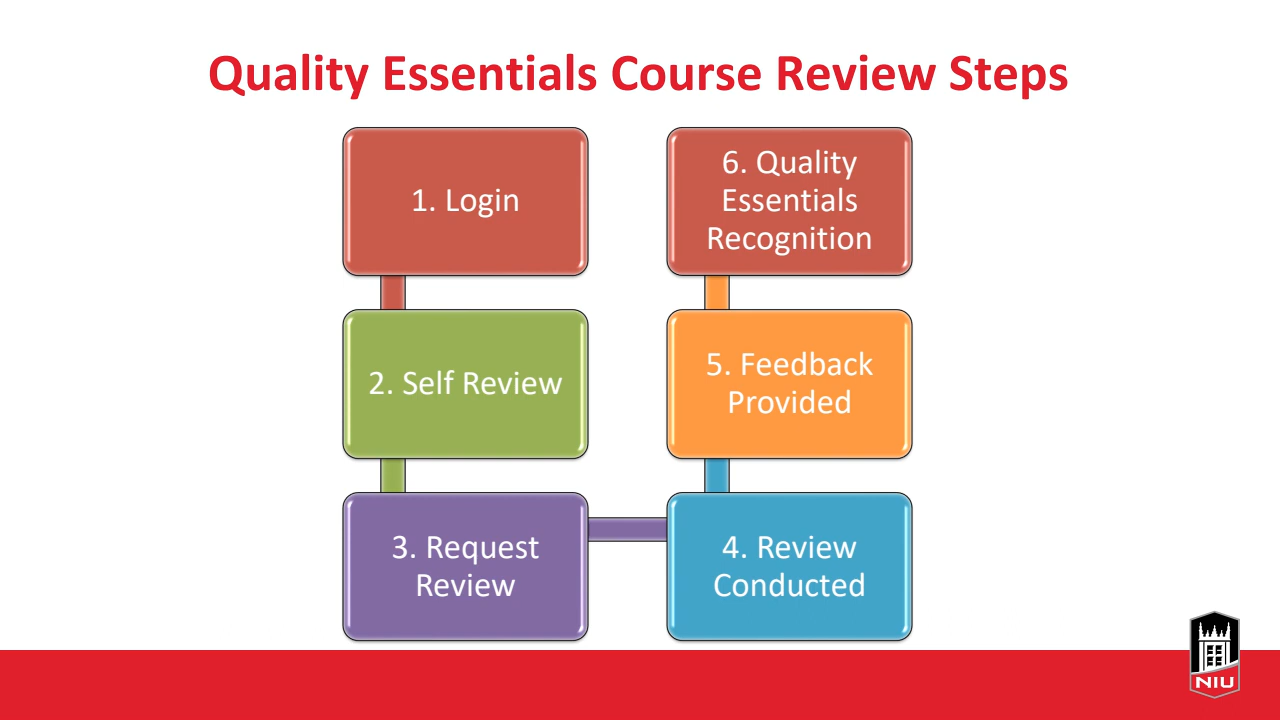 Quality Essentials Course Review Steps
1. Login
2. Self Review
3. Request
Review
4. Review
Conducted
5. Feedback
Provided
6. Quality
Essentials
Recognition
NIU